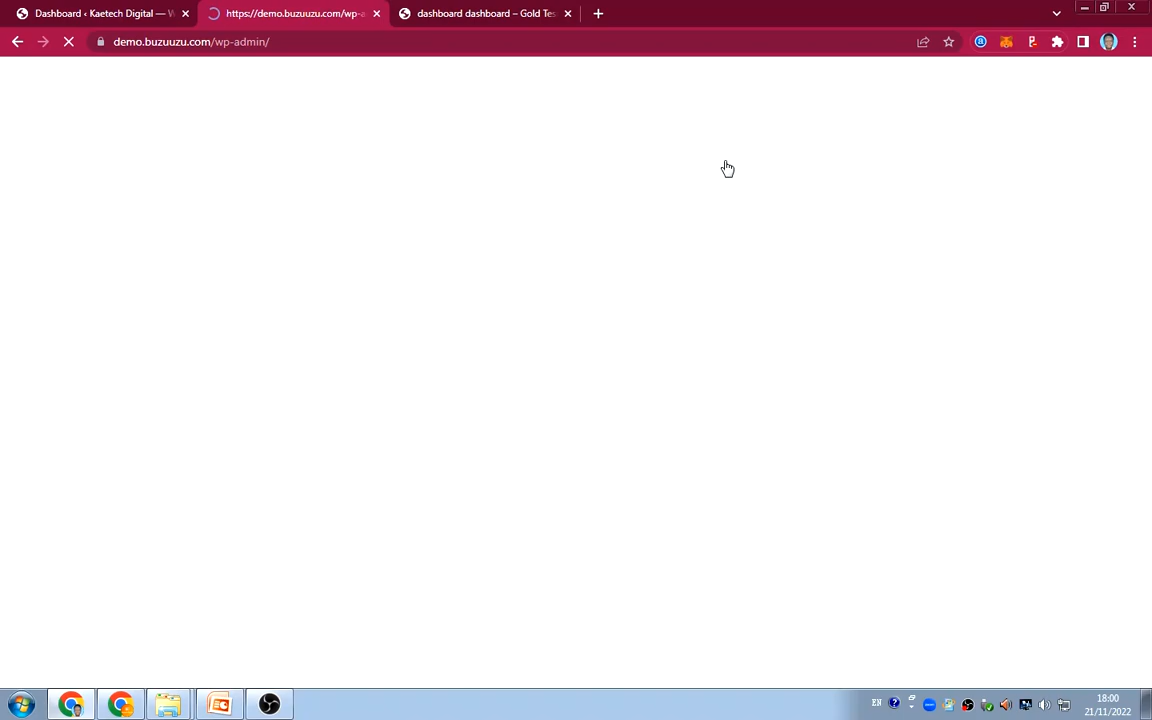 Dashboard ‹ Kaetech Digital — W
https://demo.buzuuzu.com/wp-a
dashboard dashboard – Gold Tes
demo.buzuuzu.com/wp-admin/
EN
18:00
21/11/2022